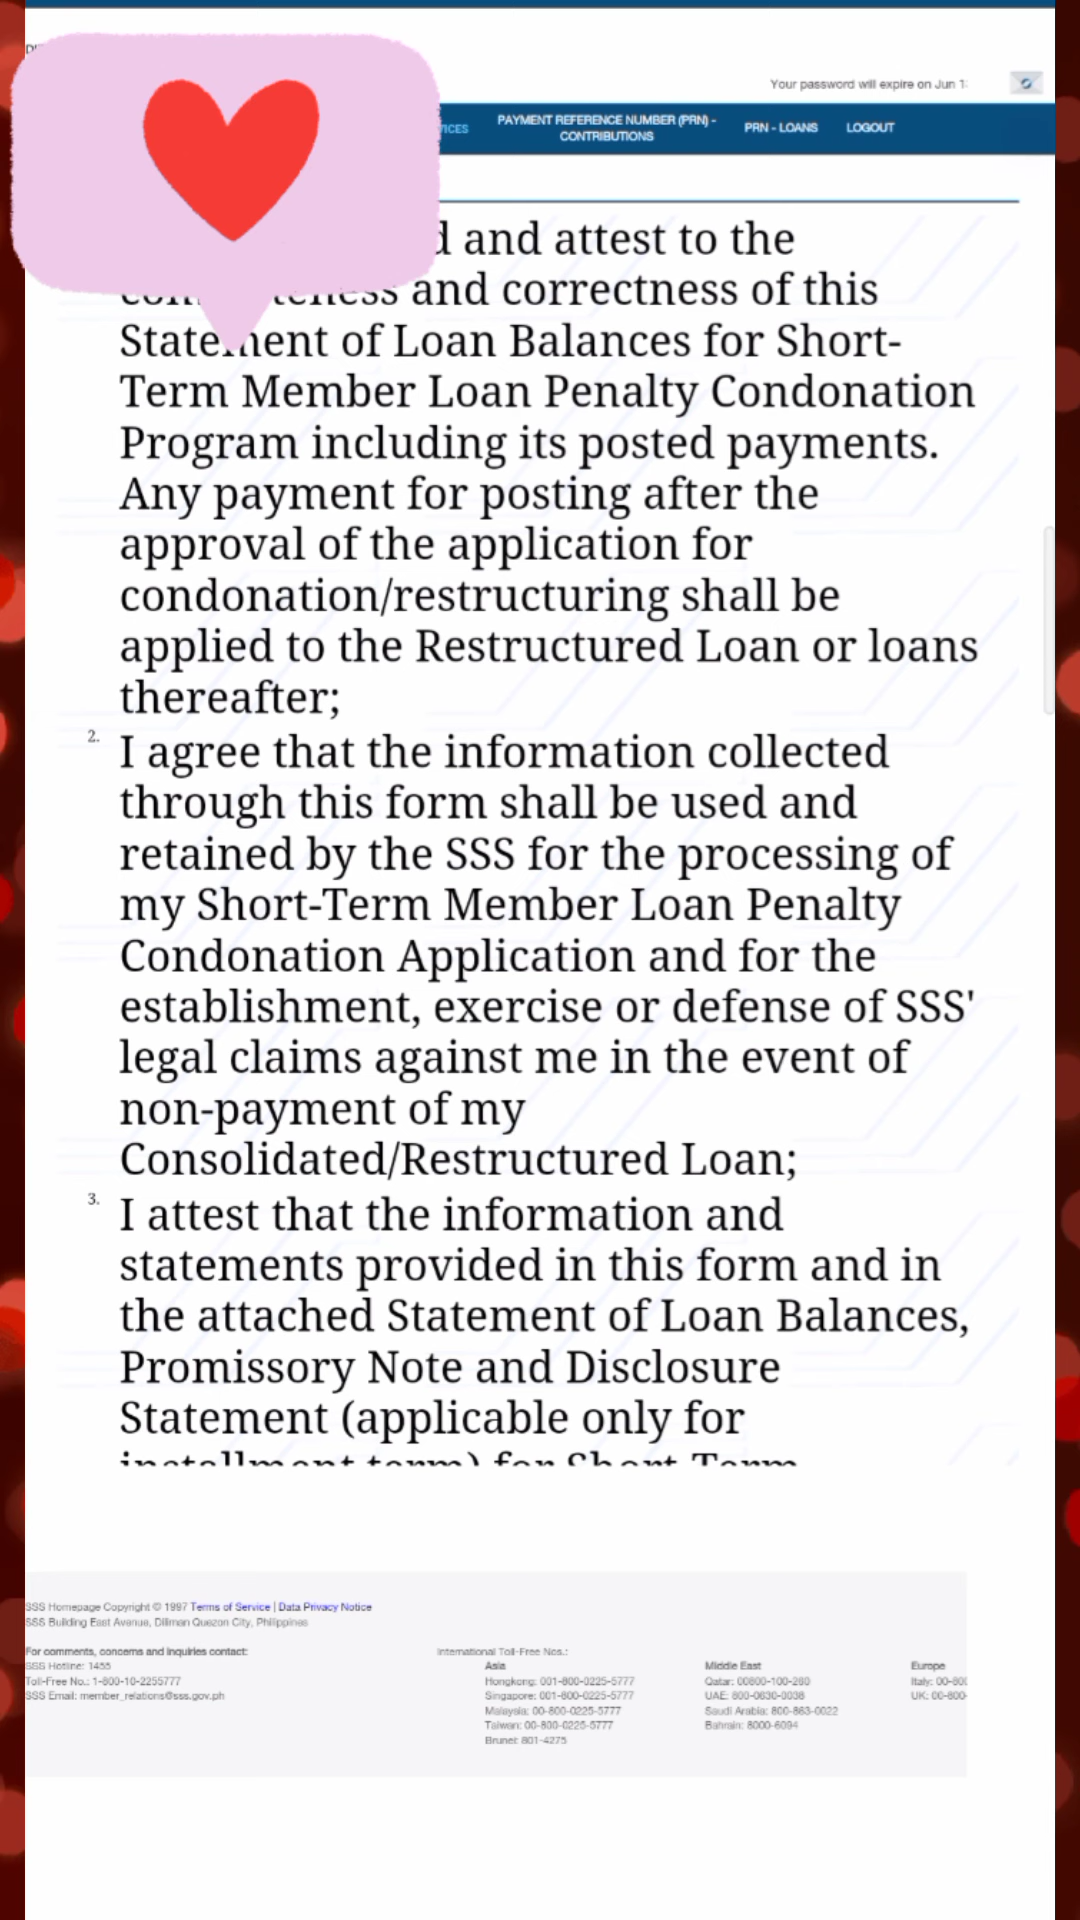 Your password will expire on Jun
PAYMENT REFERENCE NUMBER (PRN) -
CONTRIBUTIONS
PRN - LOANS
LOGOUT
and attest to the
and correctness of this
Statement of Loan Balances for Short-
Term Member Loan Penalty Condonation
Program including its posted payments.
Any payment for posting after the
approval of the application for
condonation/restructuring shall be
applied to the Restructured Loan or loans
thereafter;
2. I agree that the information collected
through this form shall be used and
retained by the SSS for the processing of
my Short-Term Member Loan Penalty
Condonation Application and for the
establishment, exercise or defense of SSS'
legal claims against me in the event of
non-payment of my
Consolidated/Restructured Loan;
3. I attest that the information and
statements provided in this form and in
the attached Statement of Loan Balances,
Promissory Note and Disclosure
Statement (applicable only for
installment term) for Short-Term
SSS Homepage Copyright © 1997 Terms of Service | Data Privacy Notice
SSS Building East Avenue, Diliman Quezon City, Philippines
For comments, concerns and inquiries contact:
SSS Hotline: 1455
Toll-Free No.: 1-800-10-2255777
SSS Email: member_relations@sss.gov.ph
International Toll-Free Nos.:
Asia
Hongkong: 001-800-0225-5777
Singapore: 001-800-0225-5777
Malaysia: 00-800-0225-5777
Taiwan: 00-800-0225-5777
Brunei: 801-4275
Middle East
Qatar: 00800-100-260
UAE: 800-0630-0038
Saudi Arabia: 800-863-0022
Bahrain: 8000-6094
Europe
Italy: 00-800
UK: 00-800-